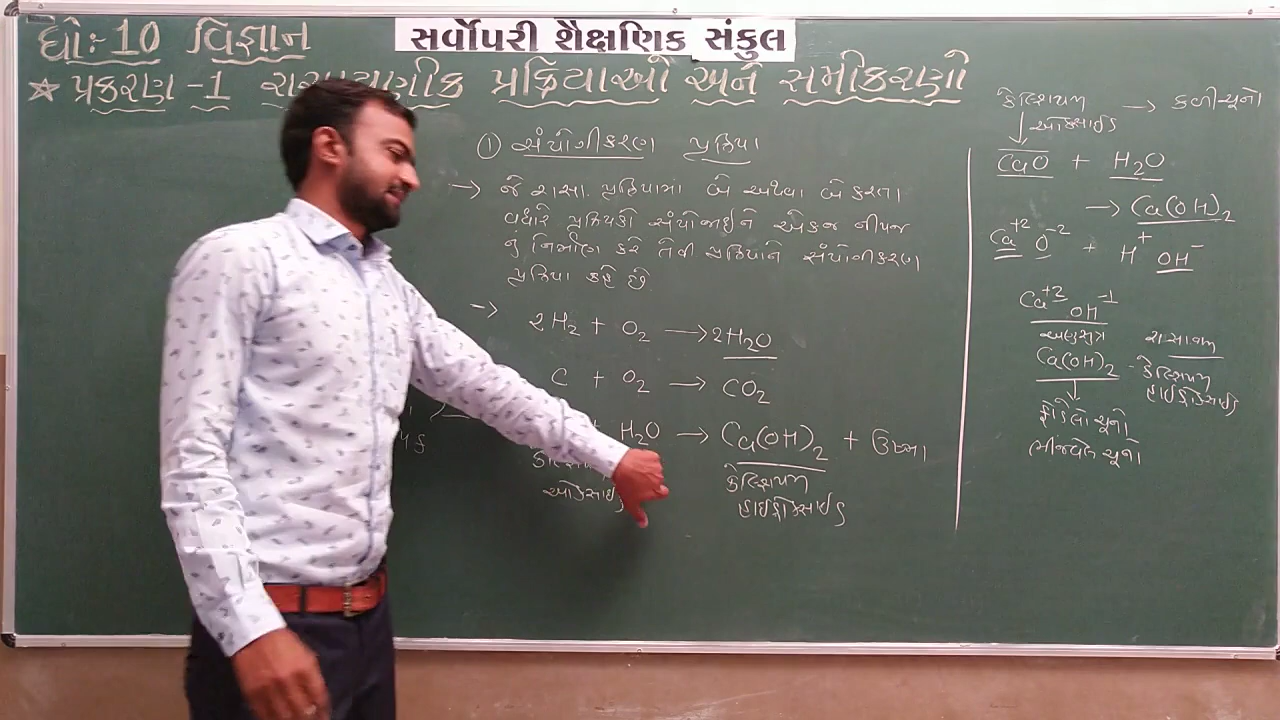 ધો:- 10 વિજ્ઞાન
સર્વોપરી શૈક્ષણિક સંકુલ
★ પ્રકરણ -1 પ્રક્રિયાઓ અને સમીકરણો
① સંયોગીકરણ પ્રક્રિયા
→ જે રાસા. પ્રક્રિયામાં બે અથવા બે કરતા
વધારે પ્રક્રિયકો સંયોજાઈને એકજ નીપજ
નું નિર્માણ કરે તેવી પ્રક્રિયાને સંયોગીકરણ
પ્રક્રિયા કહે છે.
→ 2H₂ + O₂ → 2H₂O
C + O₂ → CO₂
H₂O → Ca(OH)₂ + ઉષ્મા
કેલ્શિયમ
હાઈડ્રોક્સાઈડ
કેલ્શિયમ → કળીચૂનો
↓ ઓક્સાઈડ
CaO + H₂O
→ Ca(OH)₂
Ca⁺² O⁻² + H⁺ OH⁻
Ca⁺² OH⁻¹
અણુસૂત્ર
Ca(OH)₂ - કેલ્શિયમ
હાઈડ્રોક્સાઈડ
↓
ફોડેલો ચૂનો
ભીંજવેલ ચૂનો